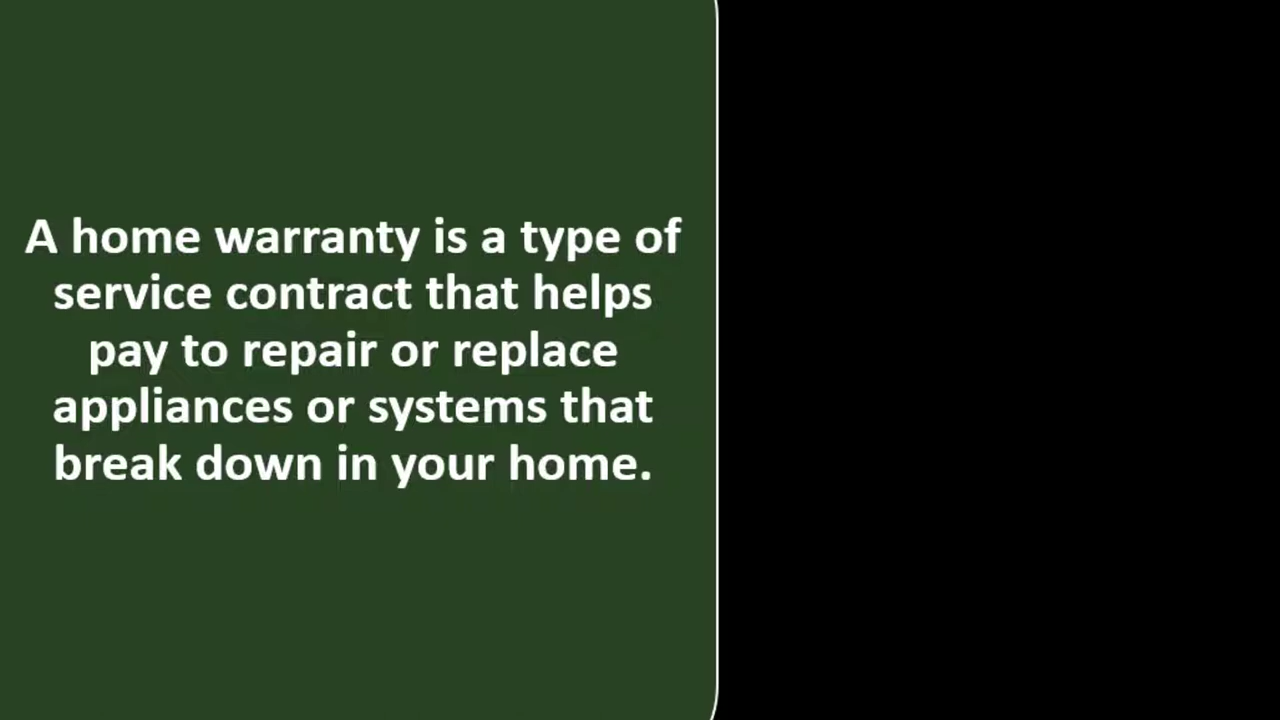 A home warranty is a type of
service contract that helps
pay to repair or replace
appliances or systems that
break down in your home.